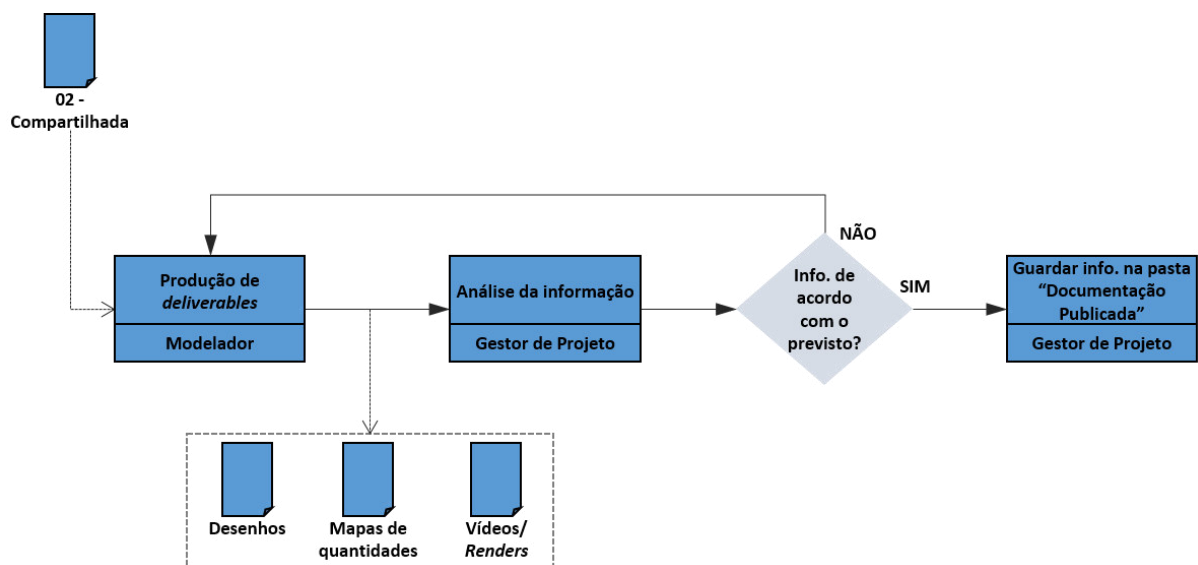 02 -
Compartilhada
NÃO
Produção de
deliverables
Modelador
Análise da informação
Gestor de Projeto
Info. de
acordo
com o
previsto?
SIM
Guardar info. na pasta
“Documentação
Publicada”
Gestor de Projeto
Desenhos
Mapas de
quantidades
Vídeos/
Renders